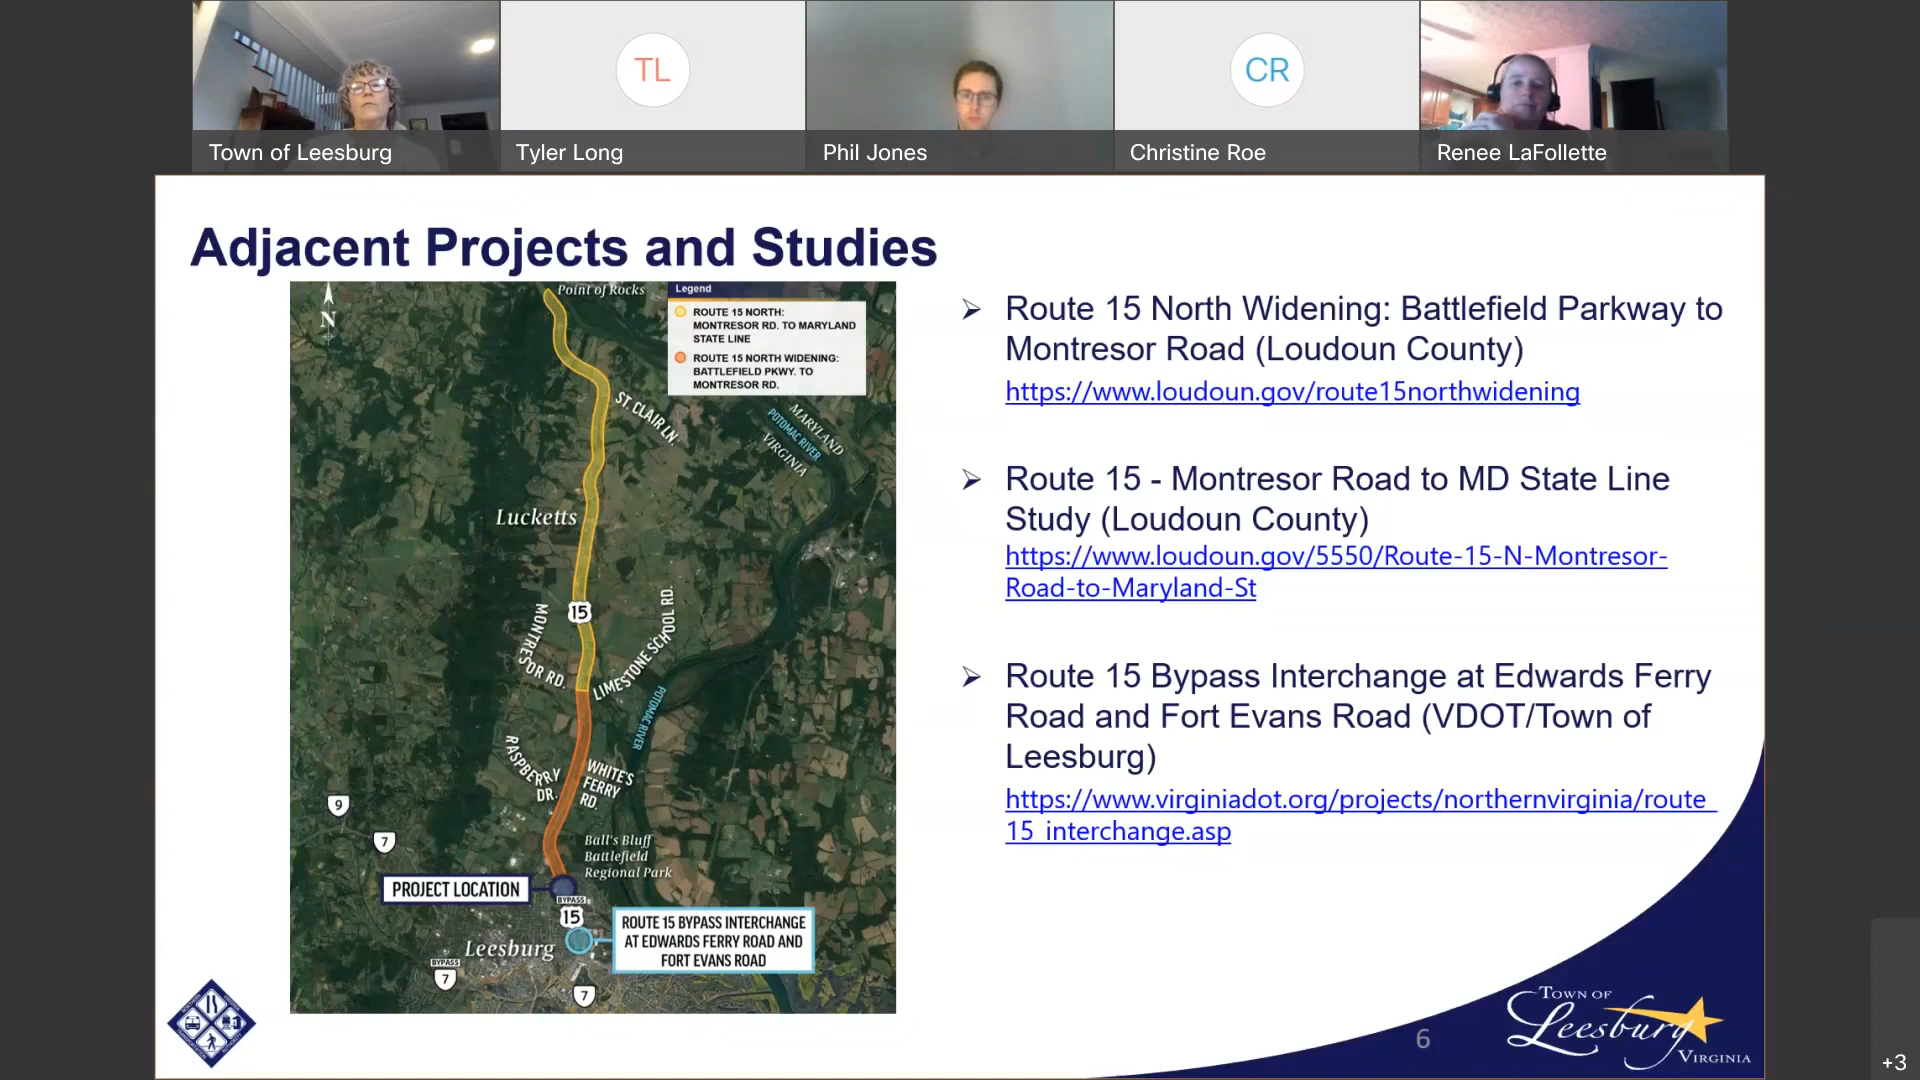 TL
CR
Town of Leesburg
Tyler Long
Phil Jones
Christine Roe
Renee LaFollette
Adjacent Projects and Studies
Point of Rocks
N
Legend
ROUTE 15 NORTH:
MONTRESOR RD. TO MARYLAND
STATE LINE
ROUTE 15 NORTH WIDENING:
BATTLEFIELD PKWY. TO
MONTRESOR RD.
ST. CLAIR LN.
MARYLAND
POTOMAC RIVER
VIRGINIA
Lucketts
15
MONTRESOR RD.
LIMESTONE SCHOOL RD.
POTOMAC RIVER
RASPBERRY
DR.
WHITE'S
FERRY
RD.
9
7
Ball's Bluff
Battlefield
Regional Park
PROJECT LOCATION
BYPASS
15
Leesburg
ROUTE 15 BYPASS INTERCHANGE
AT EDWARDS FERRY ROAD AND
FORT EVANS ROAD
BYPASS
7
7
Route 15 North Widening: Battlefield Parkway to
Montresor Road (Loudoun County)
https://www.loudoun.gov/route15northwidening
Route 15 - Montresor Road to MD State Line
Study (Loudoun County)
https://www.loudoun.gov/5550/Route-15-N-Montresor-
Road-to-Maryland-St
Route 15 Bypass Interchange at Edwards Ferry
Road and Fort Evans Road (VDOT/Town of
Leesburg)
https://www.virginiadot.org/projects/northernvirginia/route_
15_interchange.asp
6
TOWN OF
Leesburg
VIRGINIA
+3